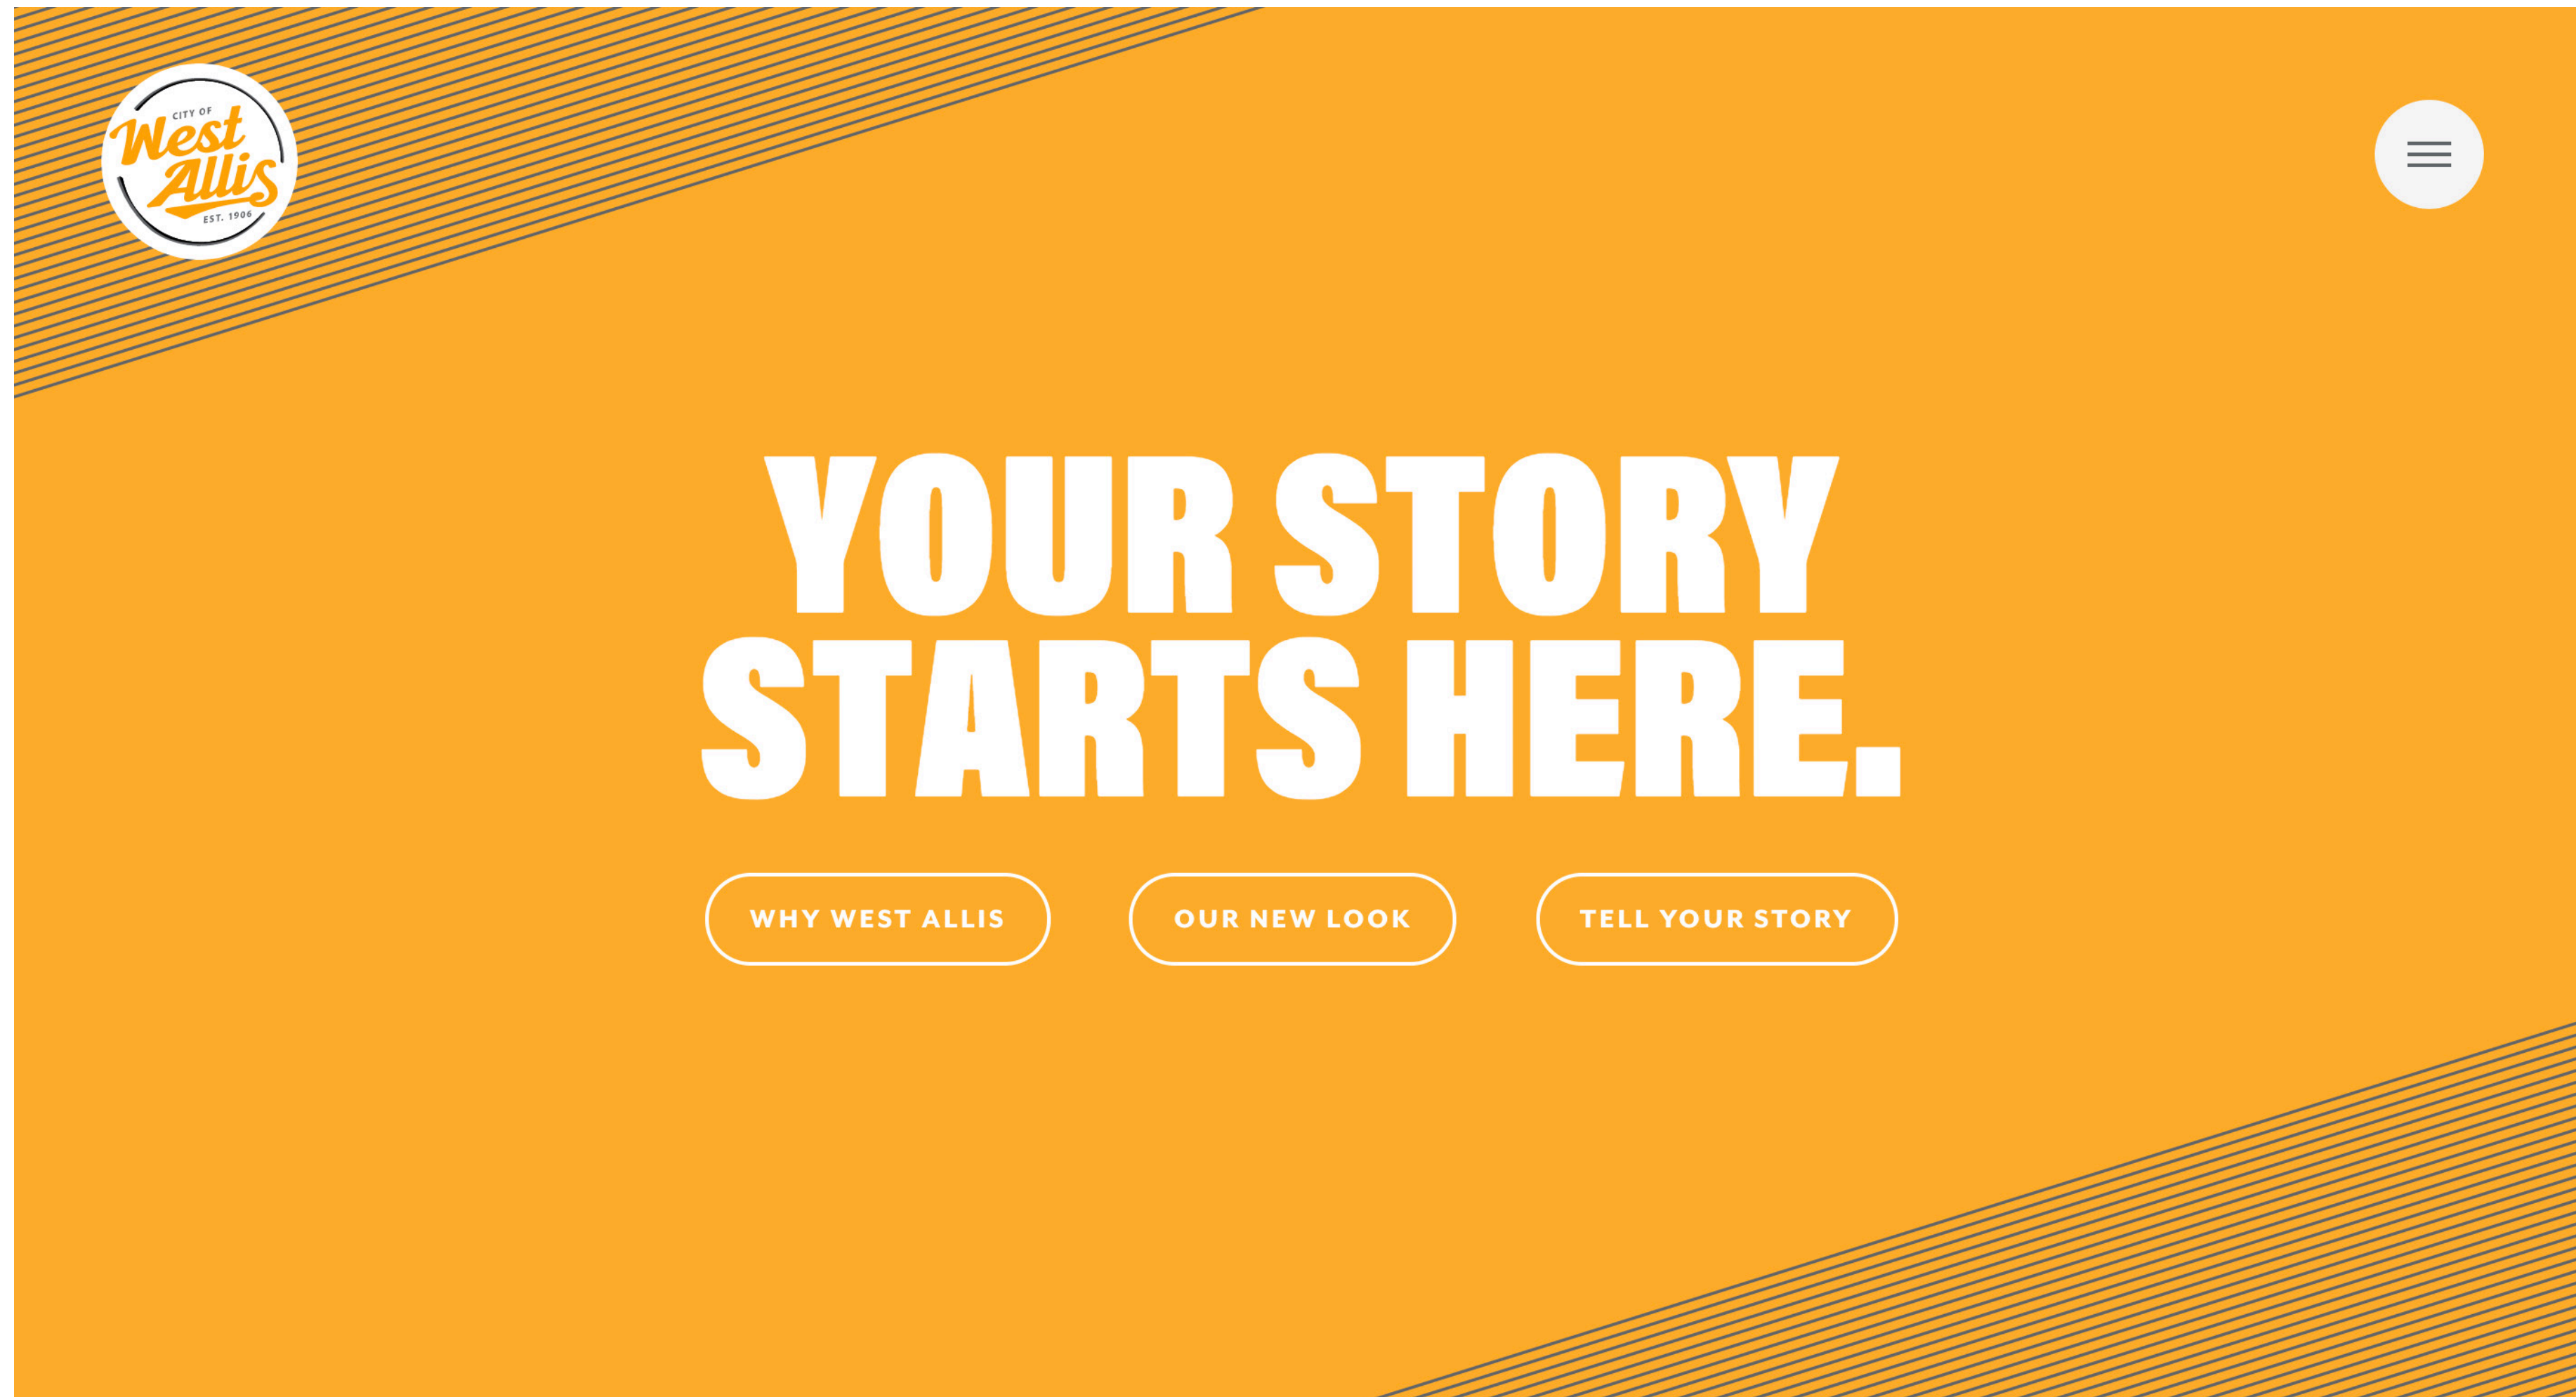 CITY OF
West
Allis
EST. 1906
YOUR STORY
STARTS HERE.
WHY WEST ALLIS
OUR NEW LOOK
TELL YOUR STORY